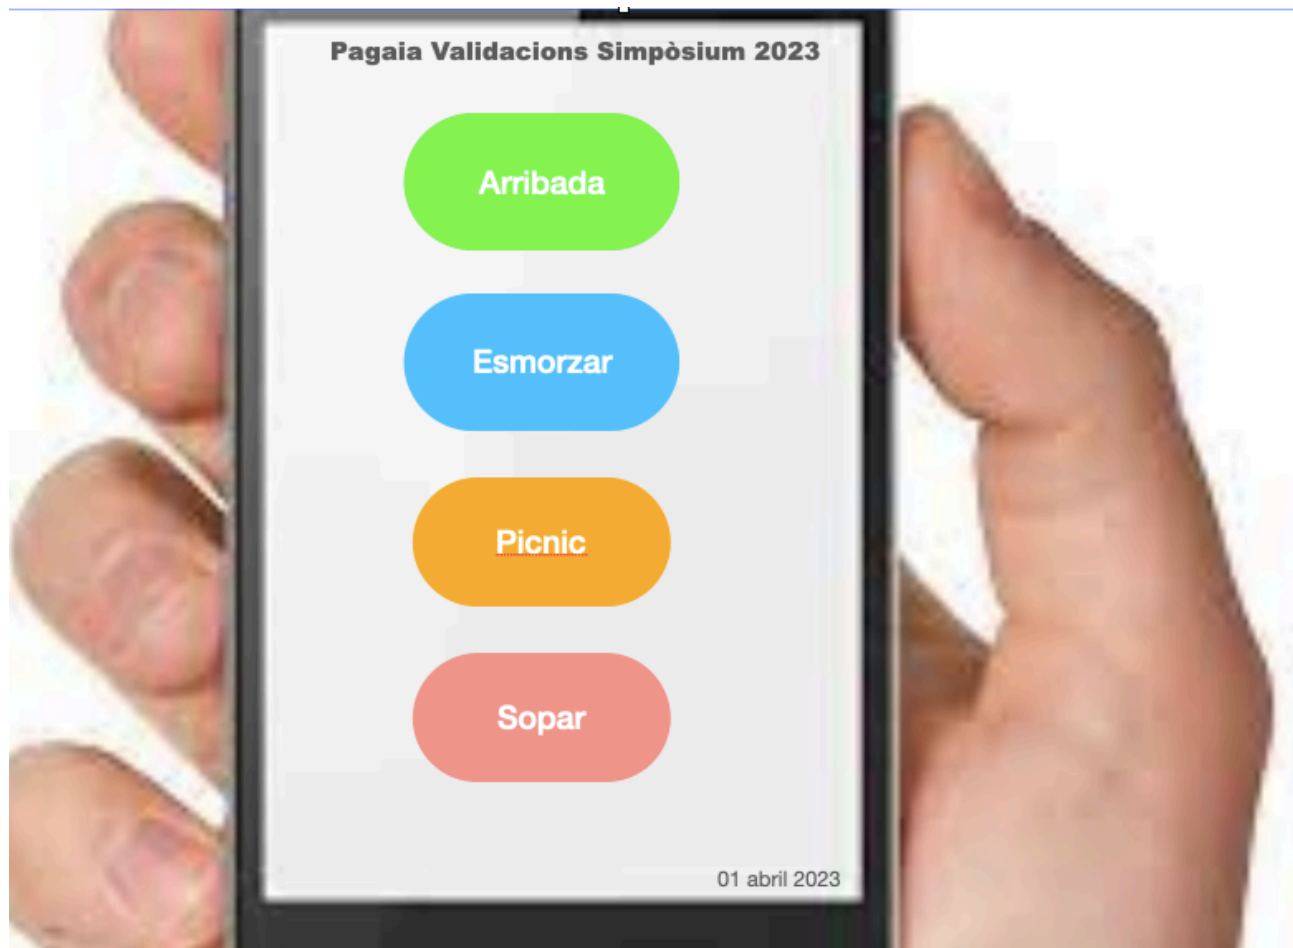 Pagaia Validacions Simpòsium 2023
Arribada
Esmorzar
Picnic
Sopar
01 abril 2023